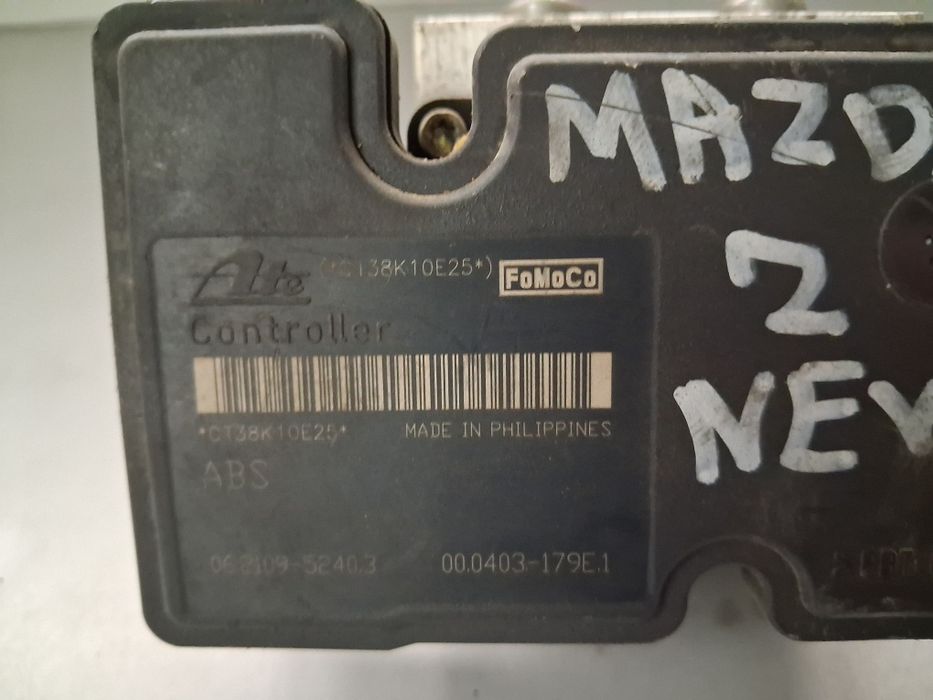 MAZD
2
NEW
Ate
(*CT38K10E25*)
FoMoCo
Controller
*CT38K10E25*
MADE IN PHILIPPINES
ABS
06.2109-5240.3
00.0403-179E.1